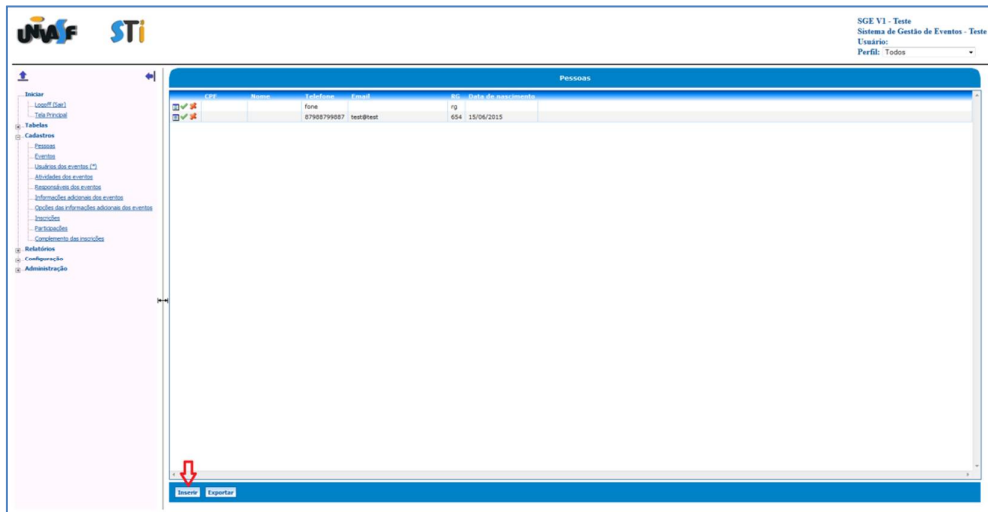 UNIVASF STi
SGE V1 - Teste
Sistema de Gestão de Eventos - Teste
Usuário:
Perfil: Todos
Iniciar
Logoff (Sair)
Tela Principal
Tabelas
Cadastros
Pessoas
Eventos
Usuários dos eventos (*)
Atividades dos eventos
Responsáveis dos eventos
Informações adicionais dos eventos
Opções das informações adicionais dos eventos
Inscrições
Participações
Complemento das inscrições
Relatórios
Configuração
Administração
Pessoas
CPF Nome Telefone Email RG Data de nascimento
fone rg
87988799887 test@test 654 15/06/2015
Inserir Exportar